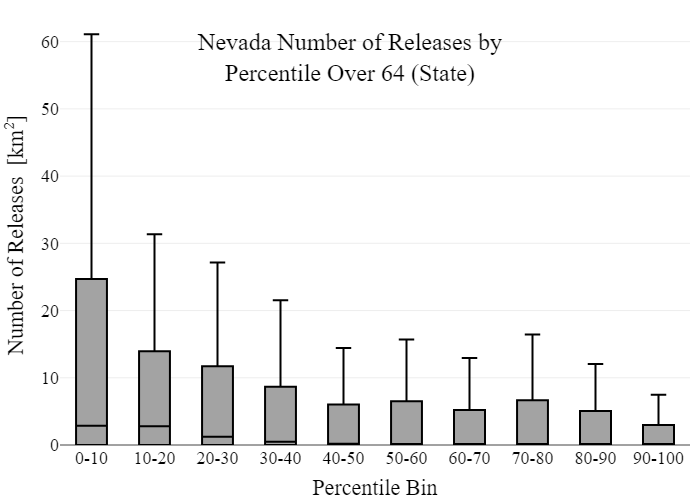 Nevada Number of Releases by
Percentile Over 64 (State)
Number of Releases [km²]
60
50
40
30
20
10
0
0-10 10-20 20-30 30-40 40-50 50-60 60-70 70-80 80-90 90-100
Percentile Bin